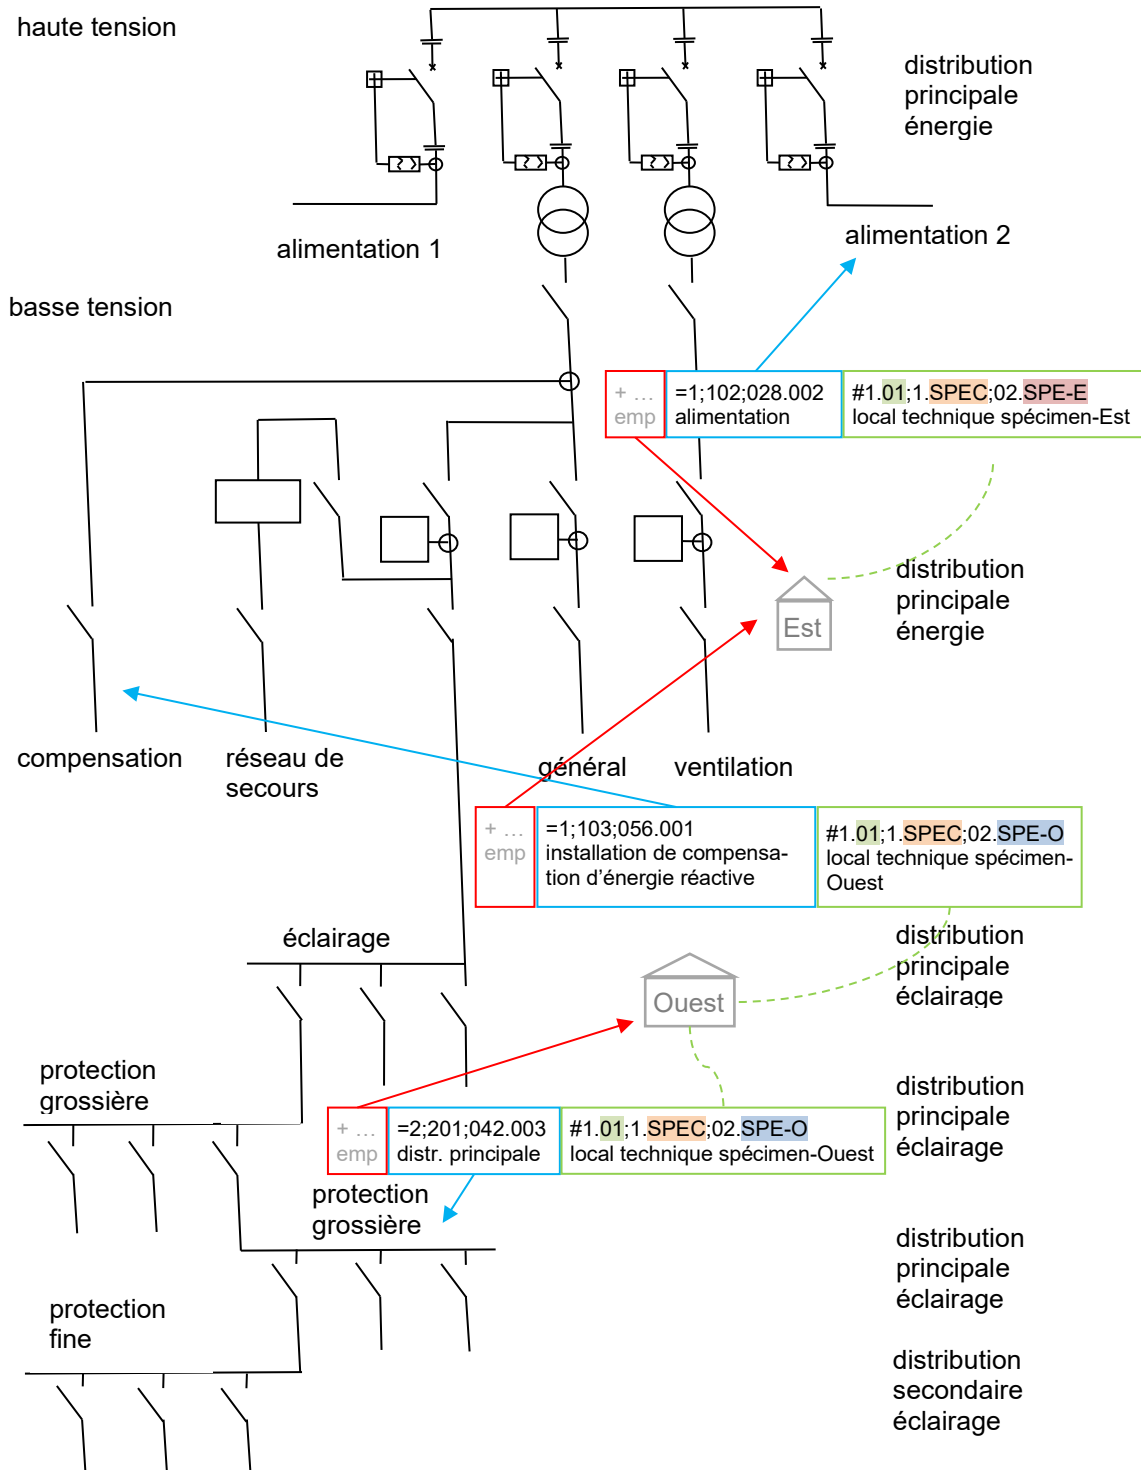 haute tension
distribution
principale
énergie
alimentation 1
alimentation 2
basse tension
+ …
emp
=1;102;028.002
alimentation
#1.01;1.SPEC;02.SPE-E
local technique spécimen-Est
distribution
principale
énergie
Est
compensation
réseau de
secours
général
ventilation
+ …
emp
=1;103;056.001
installation de compensa-
tion d’énergie réactive
#1.01;1.SPEC;02.SPE-O
local technique spécimen-
Ouest
éclairage
distribution
principale
éclairage
Ouest
protection
grossière
distribution
principale
éclairage
+ …
emp
=2;201;042.003
distr. principale
#1.01;1.SPEC;02.SPE-O
local technique spécimen-Ouest
protection
grossière
distribution
principale
éclairage
protection
fine
distribution
secondaire
éclairage